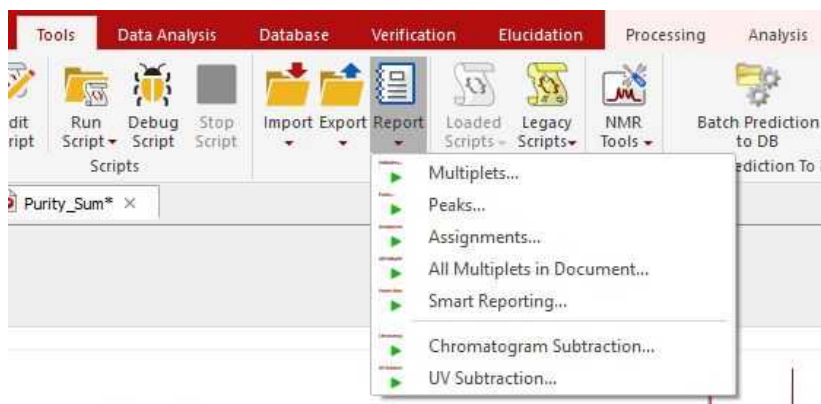 Tools Data Analysis Database Verification Elucidation Processing Analysis
dit Run Debug Stop Import Export Report Loaded Legacy NMR Batch Prediction
ript Script Script Script Scripts Scripts Tools to DB
Scripts ediction To
Purity_Sum* ×
Multiplets...
Peaks...
Assignments...
All Multiplets in Document...
Smart Reporting...
Chromatogram Subtraction...
UV Subtraction...